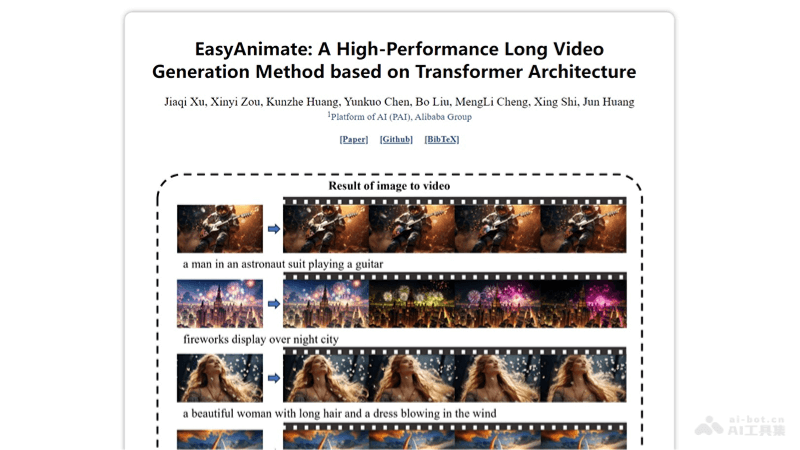 EasyAnimate: A High-Performance Long Video
Generation Method based on Transformer Architecture
Jiaqi Xu, Xinyi Zou, Kunzhe Huang, Yunkuo Chen, Bo Liu, MengLi Cheng, Xing Shi, Jun Huang
1Platform of AI (PAI), Alibaba Group
[Paper] [Github] [BibTeX]
Result of image to video
a man in an astronaut suit playing a guitar
fireworks display over night city
a beautiful woman with long hair and a dress blowing in the wind
ai-bot.cn
AI工具集